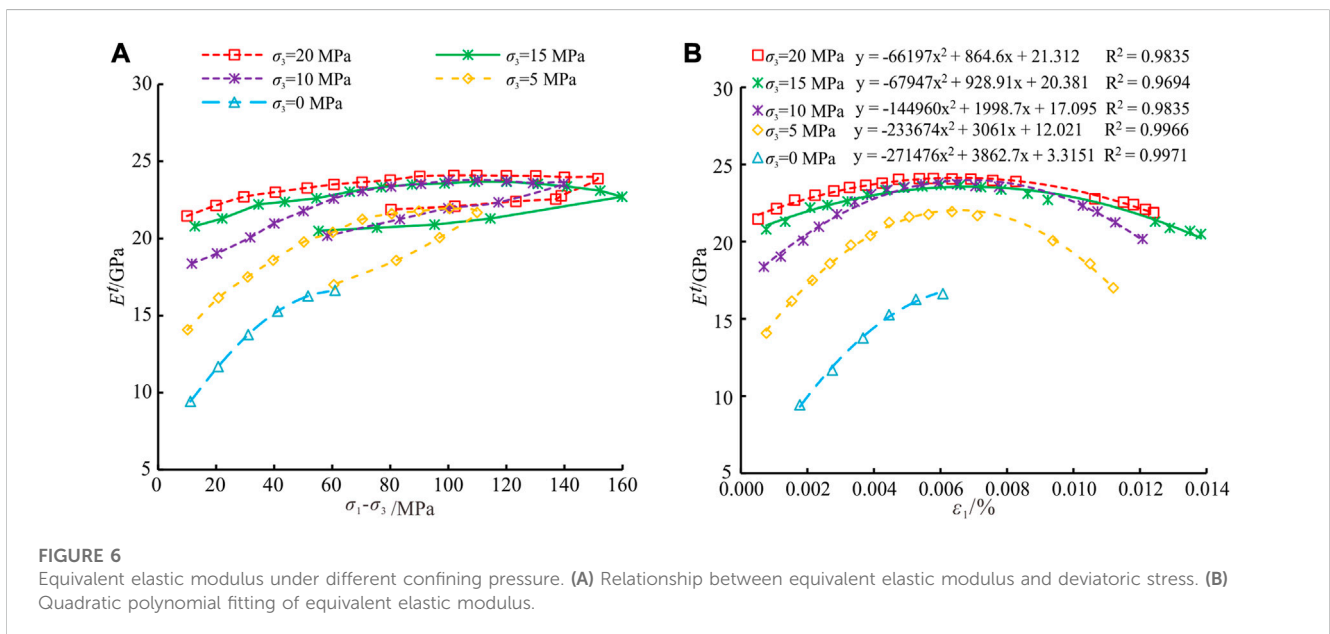 A
σ₃=20 MPa
σ₃=15 MPa
σ₃=10 MPa
σ₃=5 MPa
σ₃=0 MPa
30
25
20
15
10
5
Eᵗ/GPa
0 20 40 60 80 100 120 140 160
σ₁-σ₃ /MPa
B
σ₃=20 MPa y = -66197x² + 864.6x + 21.312 R² = 0.9835
σ₃=15 MPa y = -67947x² + 928.91x + 20.381 R² = 0.9694
σ₃=10 MPa y = -144960x² + 1998.7x + 17.095 R² = 0.9835
σ₃=5 MPa y = -233674x² + 3061x + 12.021 R² = 0.9966
σ₃=0 MPa y = -271476x² + 3862.7x + 3.3151 R² = 0.9971
30
25
20
15
10
5
Eᵗ/GPa
0.000 0.002 0.004 0.006 0.008 0.010 0.012 0.014
ε₁/%
FIGURE 6
Equivalent elastic modulus under different confining pressure. (A) Relationship between equivalent elastic modulus and deviatoric stress. (B)
Quadratic polynomial fitting of equivalent elastic modulus.